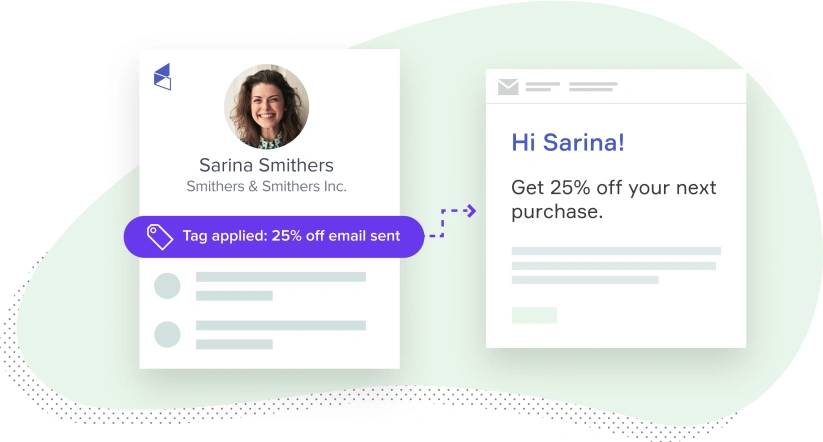 Sarina Smithers
Smithers & Smithers Inc.
Tag applied: 25% off email sent
Hi Sarina!
Get 25% off your next
purchase.